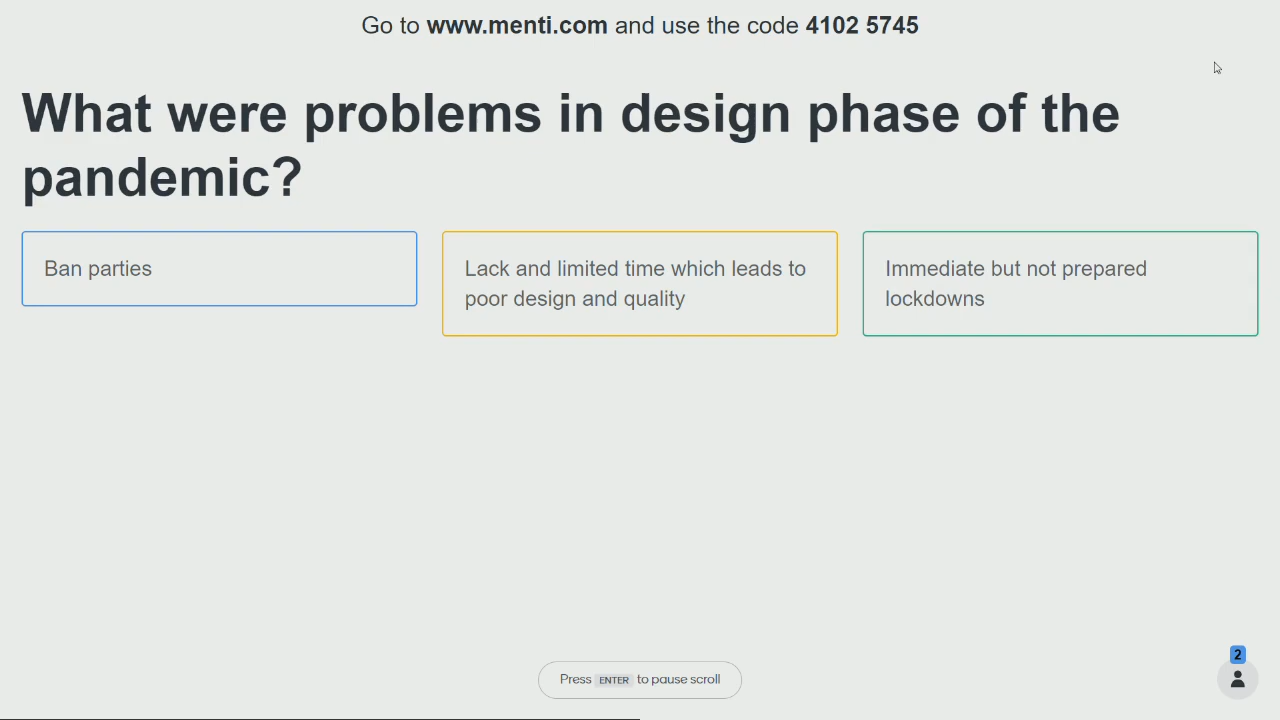 Go to www.menti.com and use the code 4102 5745
What were problems in design phase of the
pandemic?
Ban parties
Lack and limited time which leads to
poor design and quality
Immediate but not prepared
lockdowns
Press ENTER to pause scroll
2